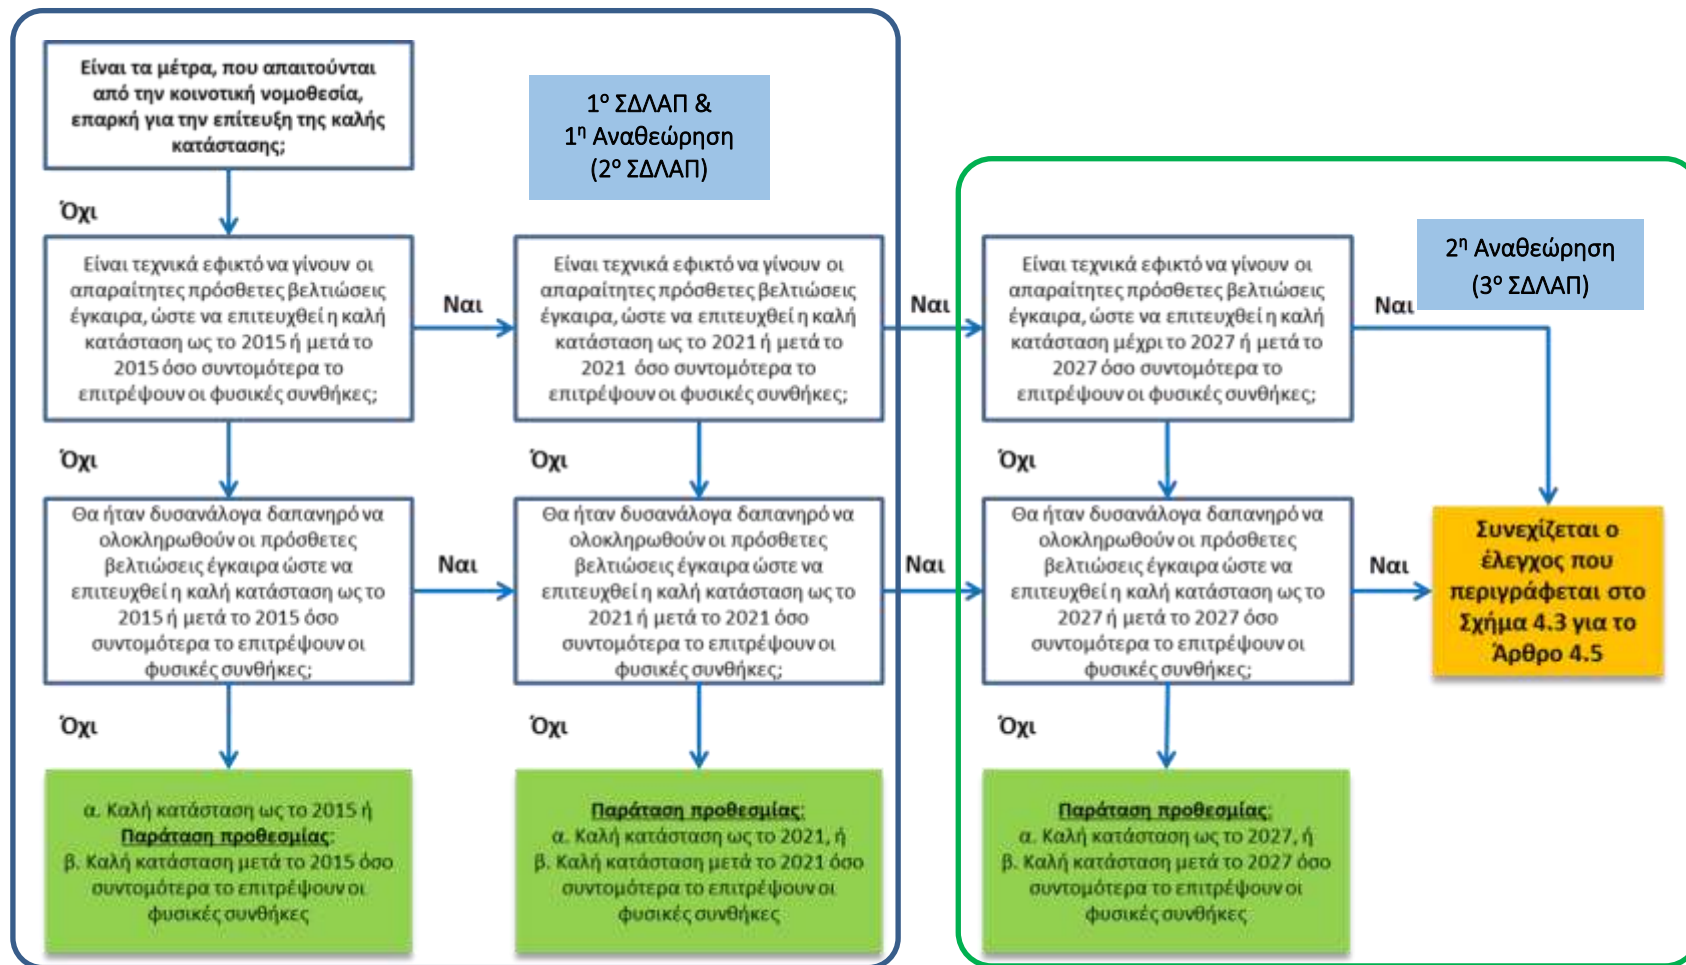 Είναι τα μέτρα, που απαιτούνται
από την κοινοτική νομοθεσία,
επαρκή για την επίτευξη της καλής
κατάστασης;
1º ΣΔΛΑΠ &
1η Αναθεώρηση
(2º ΣΔΛΑΠ)
2η Αναθεώρηση
(3º ΣΔΛΑΠ)
Όχι
Είναι τεχνικά εφικτό να γίνουν οι
απαραίτητες πρόσθετες βελτιώσεις
έγκαιρα, ώστε να επιτευχθεί η καλή
κατάσταση ως το 2015 ή μετά το
2015 όσο συντομότερα το
επιτρέψουν οι φυσικές συνθήκες;
Ναι
Είναι τεχνικά εφικτό να γίνουν οι
απαραίτητες πρόσθετες βελτιώσεις
έγκαιρα, ώστε να επιτευχθεί η καλή
κατάσταση ως το 2021 ή μετά το
2021 όσο συντομότερα το
επιτρέψουν οι φυσικές συνθήκες;
Ναι
Είναι τεχνικά εφικτό να γίνουν οι
απαραίτητες πρόσθετες βελτιώσεις
έγκαιρα, ώστε να επιτευχθεί η καλή
κατάσταση μέχρι το 2027 ή μετά το
2027 όσο συντομότερα το
επιτρέψουν οι φυσικές συνθήκες;
Ναι
Όχι
Όχι
Όχι
Θα ήταν δυσανάλογα δαπανηρό να
ολοκληρωθούν οι πρόσθετες
βελτιώσεις έγκαιρα ώστε να
επιτευχθεί η καλή κατάσταση ως το
2015 ή μετά το 2015 όσο
συντομότερα το επιτρέψουν οι
φυσικές συνθήκες;
Ναι
Θα ήταν δυσανάλογα δαπανηρό να
ολοκληρωθούν οι πρόσθετες
βελτιώσεις έγκαιρα ώστε να
επιτευχθεί η καλή κατάσταση ως το
2021 ή μετά το 2021 όσο
συντομότερα το επιτρέψουν οι
φυσικές συνθήκες;
Ναι
Θα ήταν δυσανάλογα δαπανηρό να
ολοκληρωθούν οι πρόσθετες
βελτιώσεις έγκαιρα ώστε να
επιτευχθεί η καλή κατάσταση ως το
2027 ή μετά το 2027 όσο
συντομότερα το επιτρέψουν οι
φυσικές συνθήκες;
Ναι
Συνεχίζεται ο
έλεγχος που
περιγράφεται στο
Σχήμα 4.3 για το
Άρθρο 4.5
Όχι
Όχι
Όχι
α. Καλή κατάσταση ως το 2015 ή
Παράταση προθεσμίας:
β. Καλή κατάσταση μετά το 2015 όσο
συντομότερα το επιτρέψουν οι
φυσικές συνθήκες
Παράταση προθεσμίας:
α. Καλή κατάσταση ως το 2021, ή
β. Καλή κατάσταση μετά το 2021 όσο
συντομότερα το επιτρέψουν οι
φυσικές συνθήκες
Παράταση προθεσμίας:
α. Καλή κατάσταση ως το 2027, ή
β. Καλή κατάσταση μετά το 2027 όσο
συντομότερα το επιτρέψουν οι
φυσικές συνθήκες